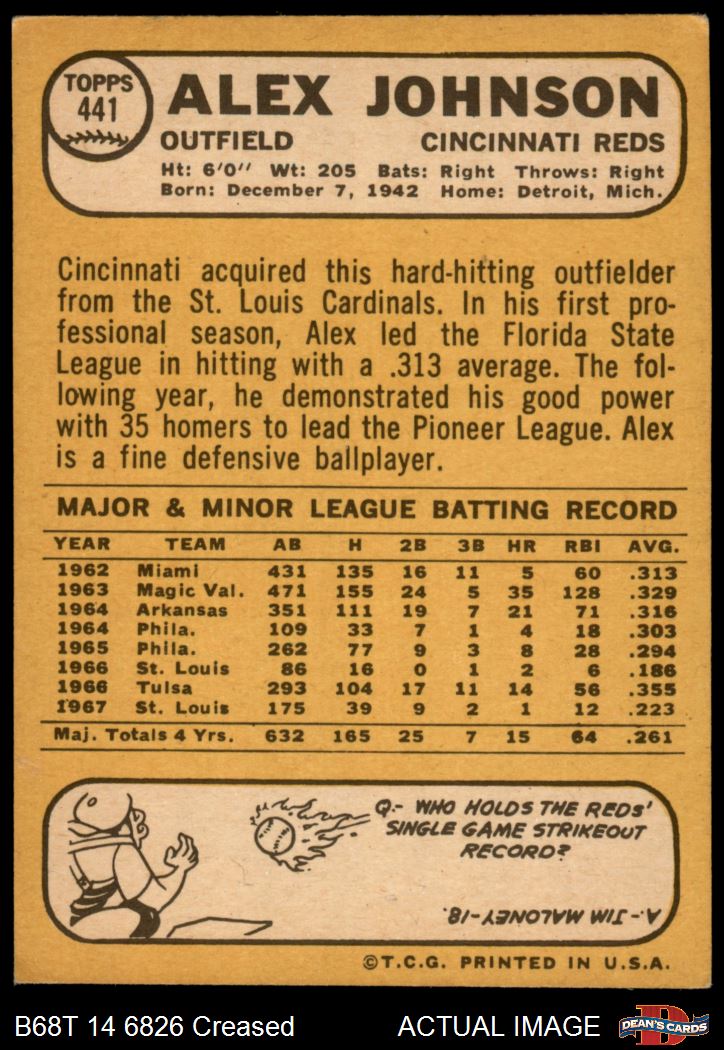 TOPPS
441
ALEX JOHNSON
OUTFIELD CINCINNATI REDS
Ht: 6'0" Wt: 205 Bats: Right Throws: Right
Born: December 7, 1942 Home: Detroit, Mich.
Cincinnati acquired this hard-hitting outfielder
from the St. Louis Cardinals. In his first pro-
fessional season, Alex led the Florida State
League in hitting with a .313 average. The fol-
lowing year, he demonstrated his good power
with 35 homers to lead the Pioneer League. Alex
is a fine defensive ballplayer.
MAJOR & MINOR LEAGUE BATTING RECORD
YEAR TEAM AB H 2B 3B HR RBI AVG.
1962 Miami 431 135 16 11 5 60 .313
1963 Magic Val. 471 155 24 5 35 128 .329
1964 Arkansas 351 111 19 7 21 71 .316
1964 Phila. 109 33 7 1 4 18 .303
1965 Phila. 262 77 9 3 8 28 .294
1966 St. Louis 86 16 0 1 2 6 .186
1966 Tulsa 293 104 17 11 14 56 .355
1967 St. Louis 175 39 9 2 1 12 .223
Maj. Totals 4 Yrs. 632 165 25 7 15 64 .261
Q.- WHO HOLDS THE REDS'
SINGLE GAME STRIKEOUT
RECORD?
A.- JIM MALONEY-18.
©T.C.G. PRINTED IN U.S.A.
B68T 14 6826 Creased ACTUAL IMAGE
D
DEAN'S CARDS